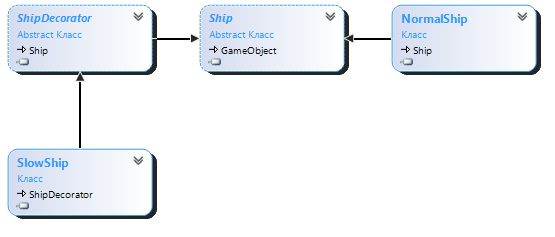 ShipDecorator
Abstract Класс
Ship
Ship
Abstract Класс
GameObject
NormalShip
Класс
Ship
SlowShip
Класс
ShipDecorator